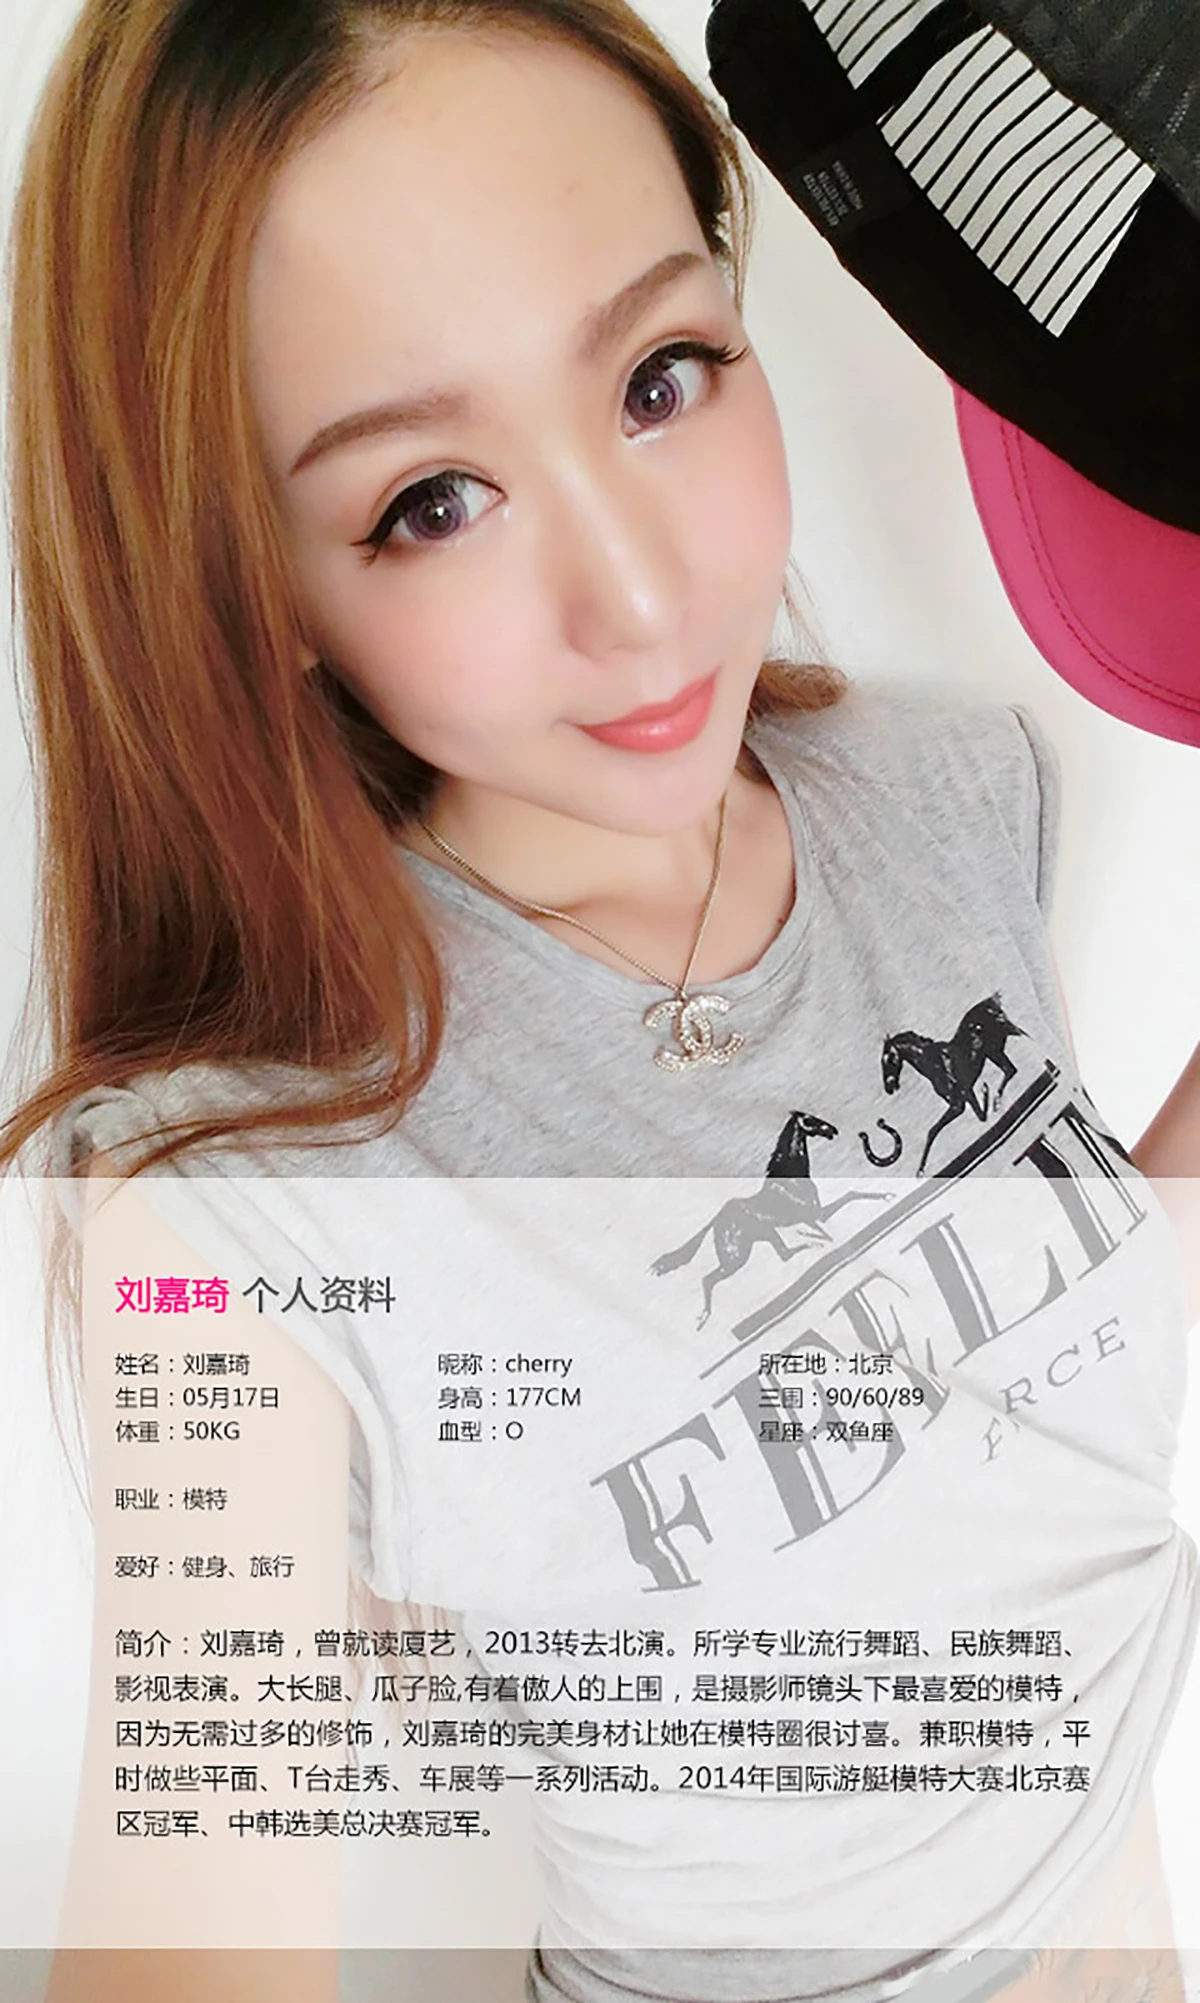 刘嘉琦 个人资料
姓名：刘嘉琦 昵称：cherry 所在地：北京
生日：05月17日 身高：177CM 三围：90/60/89
体重：50KG 血型：O 星座：双鱼座
职业：模特
爱好：健身、旅行
简介：刘嘉琦，曾就读厦艺，2013转去北演。所学专业流行舞蹈、民族舞蹈、
影视表演。大长腿、瓜子脸,有着傲人的上围，是摄影师镜头下最喜爱的模特，
因为无需过多的修饰，刘嘉琦的完美身材让她在模特圈很讨喜。兼职模特，平
时做些平面、T台走秀、车展等一系列活动。2014年国际游艇模特大赛北京赛
区冠军、中韩选美总决赛冠军。
FEELIN